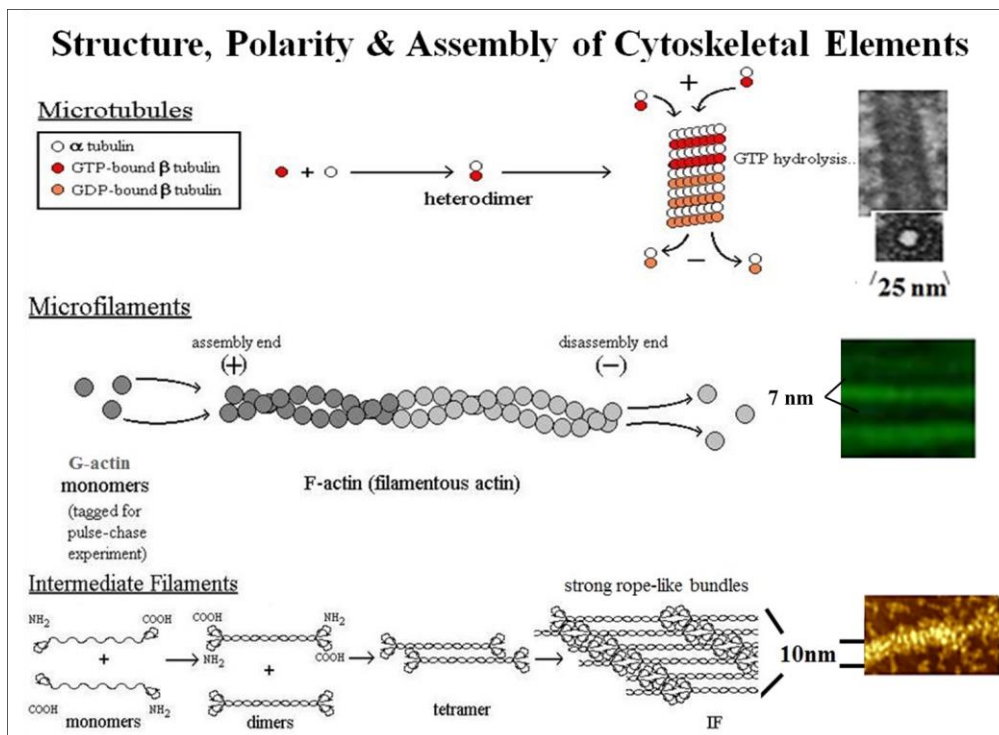 Structure, Polarity & Assembly of Cytoskeletal Elements
Microtubules
α tubulin
GTP-bound β tubulin
GDP-bound β tubulin
+
heterodimer
+
GTP hydrolysis..
−
25 nm
Microfilaments
assembly end
(+)
disassembly end
(−)
7 nm
G-actin
monomers
(tagged for
pulse-chase
experiment)
F-actin (filamentous actin)
Intermediate Filaments
NH2
COOH
+
COOH
NH2
monomers
COOH
NH2
NH2
COOH
+
dimers
tetramer
strong rope-like bundles
IF
10nm